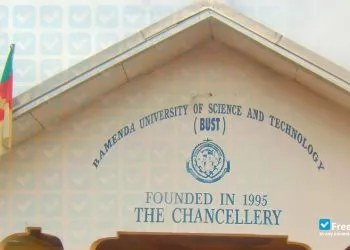 BAMENDA UNIVERSITY OF SCIENCE AND TECHNOLOGY
(BUST)
FOUNDED IN 1995
THE CHANCELLERY